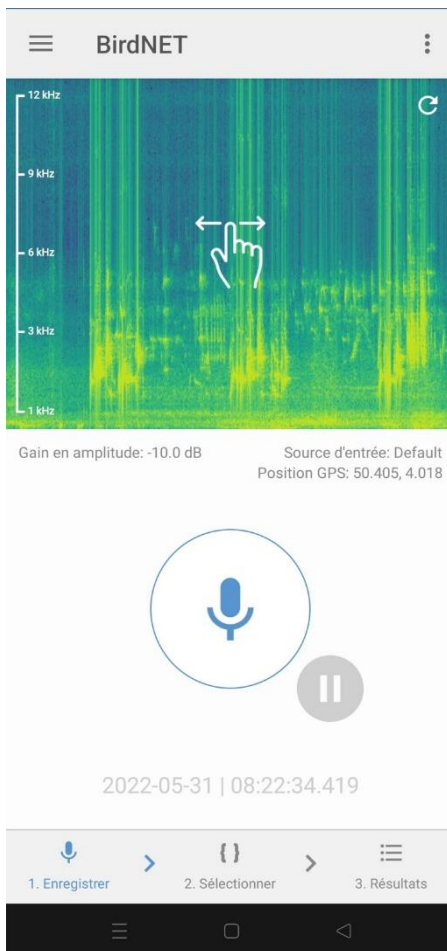 BirdNET
12 kHz
9 kHz
6 kHz
3 kHz
1 kHz
Gain en amplitude: -10.0 dB
Source d'entrée: Default
Position GPS: 50.405, 4.018
2022-05-31 | 08:22:34.419
1. Enregistrer
2. Sélectionner
3. Résultats